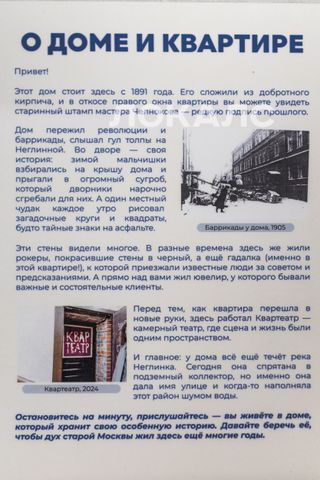 О ДОМЕ И КВАРТИРЕ
Привет!
ЛОКАЛС
Этот дом стоит здесь с 1891 года. Его сложили из добротного
кирпича, и в откосе правого окна квартиры вы можете увидеть
старинный штамп мастера Челнокова — редкую подпись прошлого.
Дом пережил революции и
баррикады, слышал гул толпы на
Неглинной. Во дворе — своя
история: зимой мальчишки
взбирались на крышу дома и
прыгали в огромный сугроб,
который дворники нарочно
сгребали для них. А один местный
чудак каждое утро рисовал
загадочные круги и квадраты,
будто тайные знаки на асфальте.
Баррикады у дома, 1905
Эти стены видели многое. В разные времена здесь же жили
рокеры, покрасившие стены в черный, а ещё гадалка (именно в
этой квартире!), к которой приезжали известные люди за советом и
предсказаниями. А прямо над вами жил ювелир, у которого бывали
важные и состоятельные клиенты.
КВАР
ТЕАТР
Квартеатр, 2024
Перед тем, как квартира перешла в
новые руки, здесь работал Квартеатр —
камерный театр, где сцена и жизнь были
одним пространством.
И главное: у дома всё ещё течёт река
Неглинка. Сегодня она спрятана в
подземный коллектор, но именно она
дала имя улице и когда-то наполняла
этот район шумом воды.
Остановитесь на минуту, прислушайтесь — вы живёте в доме,
который хранит свою особенную историю. Давайте беречь её,
чтобы дух старой Москвы жил здесь ещё многие годы.